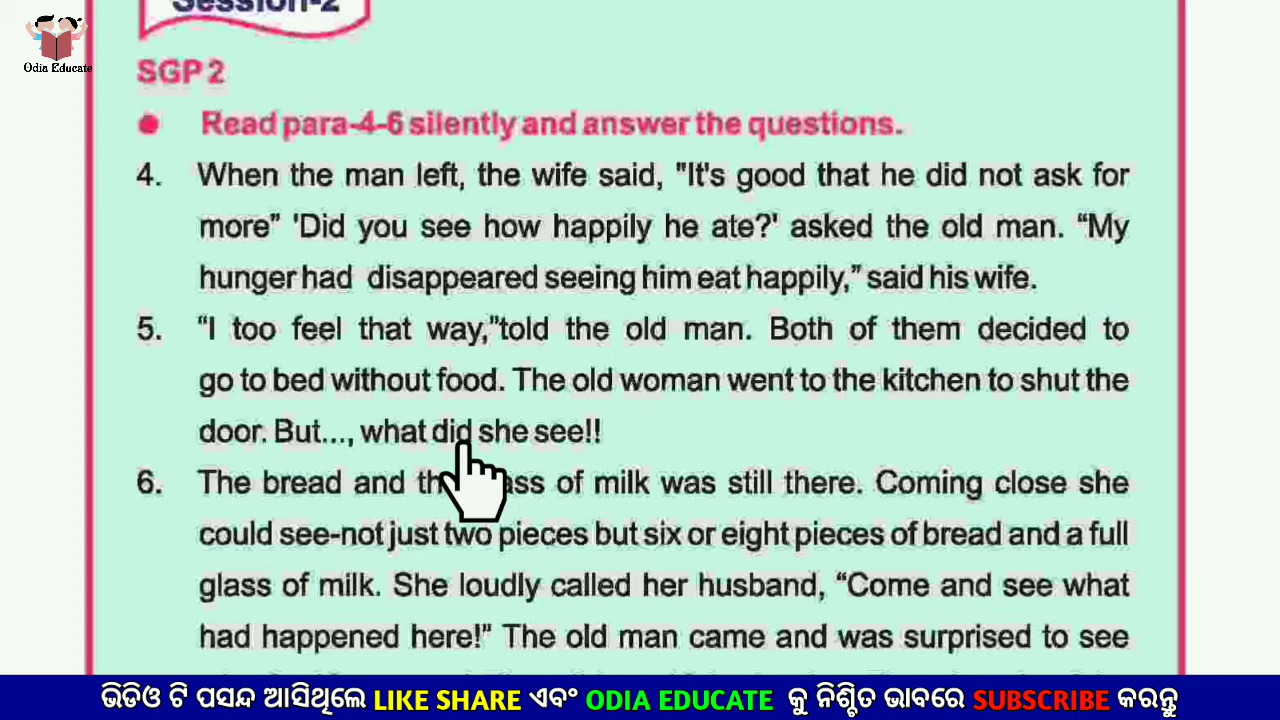 Session-2
Odia Educate
SGP 2
● Read para-4-6 silently and answer the questions.
4. When the man left, the wife said, "It's good that he did not ask for
more” 'Did you see how happily he ate?' asked the old man. “My
hunger had disappeared seeing him eat happily,” said his wife.
5. “I too feel that way,”told the old man. Both of them decided to
go to bed without food. The old woman went to the kitchen to shut the
door. But..., what did she see!!
6. The bread and of milk was still there. Coming close she
could see-not just two pieces but six or eight pieces of bread and a full
glass of milk. She loudly called her husband, “Come and see what
had happened here!” The old man came and was surprised to see
ଭିଡିଓ ଟି ପସନ୍ଦ ଆସିଥିଲେ LIKE SHARE ଏବଂ ODIA EDUCATE କୁ ନିଶ୍ଚିତ ଭାବରେ SUBSCRIBE କରନ୍ତୁ